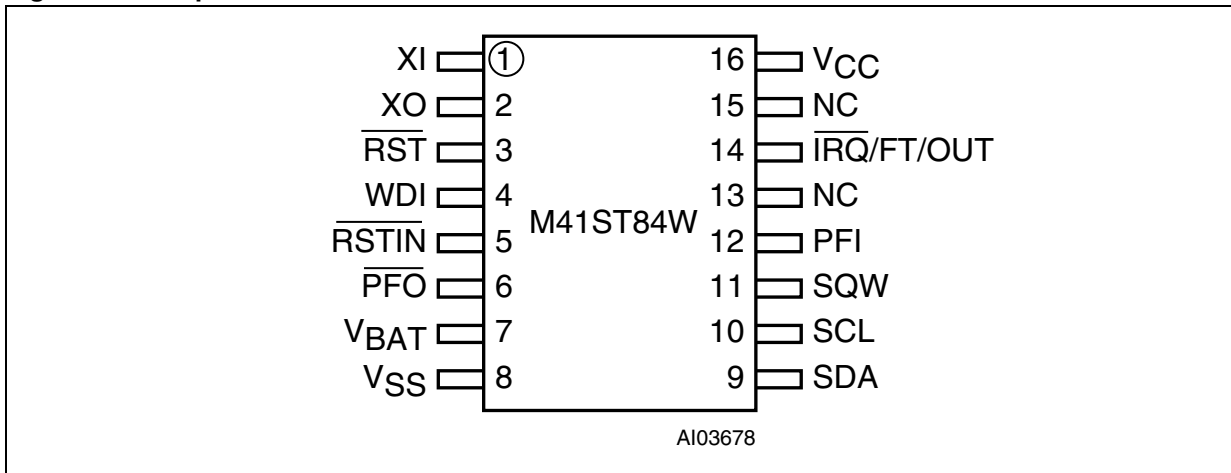 XI 1 16 VCC
XO 2 15 NC
RST 3 14 IRQ/FT/OUT
WDI 4 13 NC
M41ST84W
RSTIN 5 12 PFI
PFO 6 11 SQW
VBAT 7 10 SCL
VSS 8 9 SDA
AI03678